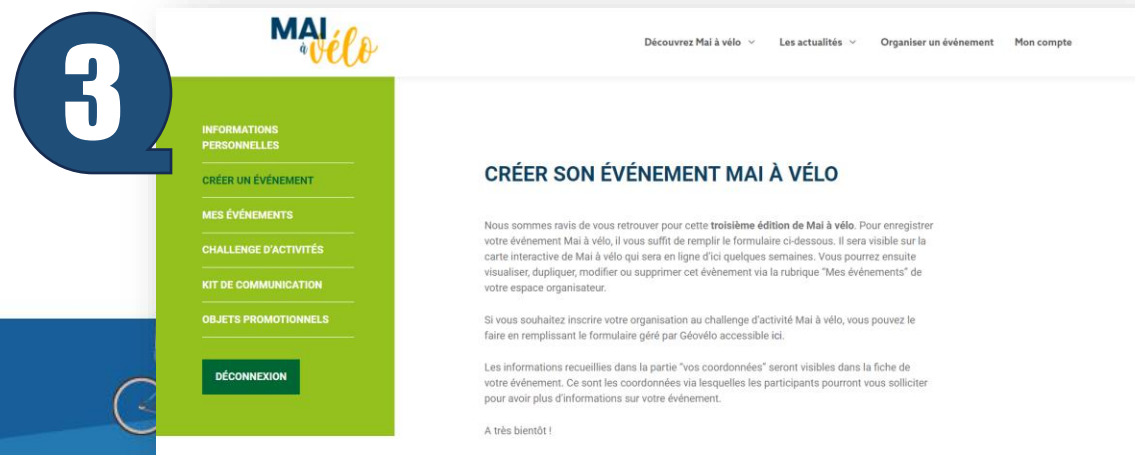 3
MAI
à vélo
Découvrez Mai à vélo
Les actualités
Organiser un événement
Mon compte
INFORMATIONS
PERSONNELLES
CRÉER UN ÉVÉNEMENT
MES ÉVÉNEMENTS
CHALLENGE D'ACTIVITÉS
KIT DE COMMUNICATION
OBJETS PROMOTIONNELS
DÉCONNEXION
CRÉER SON ÉVÉNEMENT MAI À VÉLO
Nous sommes ravis de vous retrouver pour cette troisième édition de Mai à vélo. Pour enregistrer
votre événement Mai à vélo, il vous suffit de remplir le formulaire ci-dessous. Il sera visible sur la
carte interactive de Mai à vélo qui sera en ligne d'ici quelques semaines. Vous pourrez ensuite
visualiser, dupliquer, modifier ou supprimer cet évènement via la rubrique "Mes événements" de
votre espace organisateur.
Si vous souhaitez inscrire votre organisation au challenge d'activité Mai à vélo, vous pouvez le
faire en remplissant le formulaire géré par Géovélo accessible ici.
Les informations recueillies dans la partie "vos coordonnées" seront visibles dans la fiche de
votre événement. Ce sont les coordonnées via lesquelles les participants pourront vous solliciter
pour avoir plus d'informations sur votre événement.
A très bientôt !